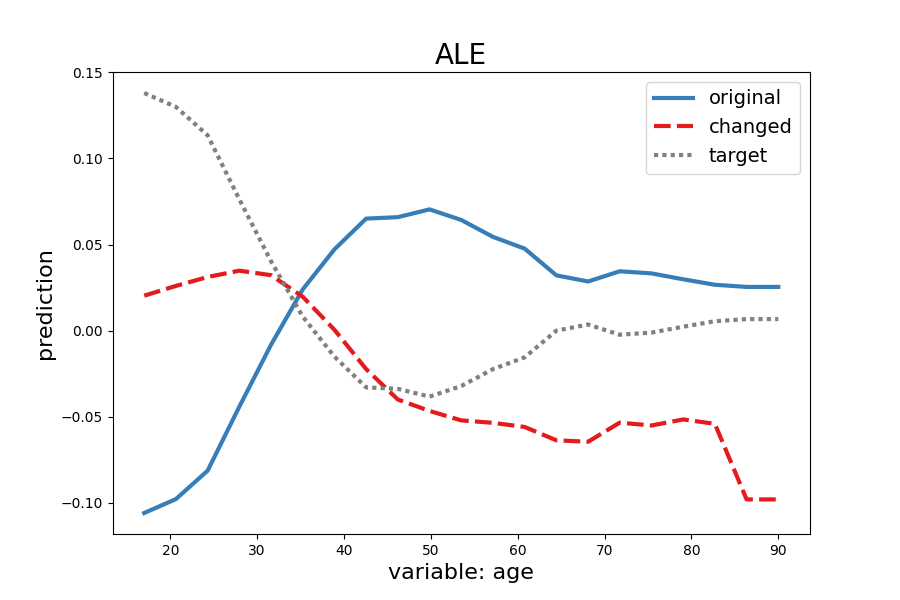 ALE
original
changed
target
prediction
0.15
0.10
0.05
0.00
−0.05
−0.10
20 30 40 50 60 70 80 90
variable: age